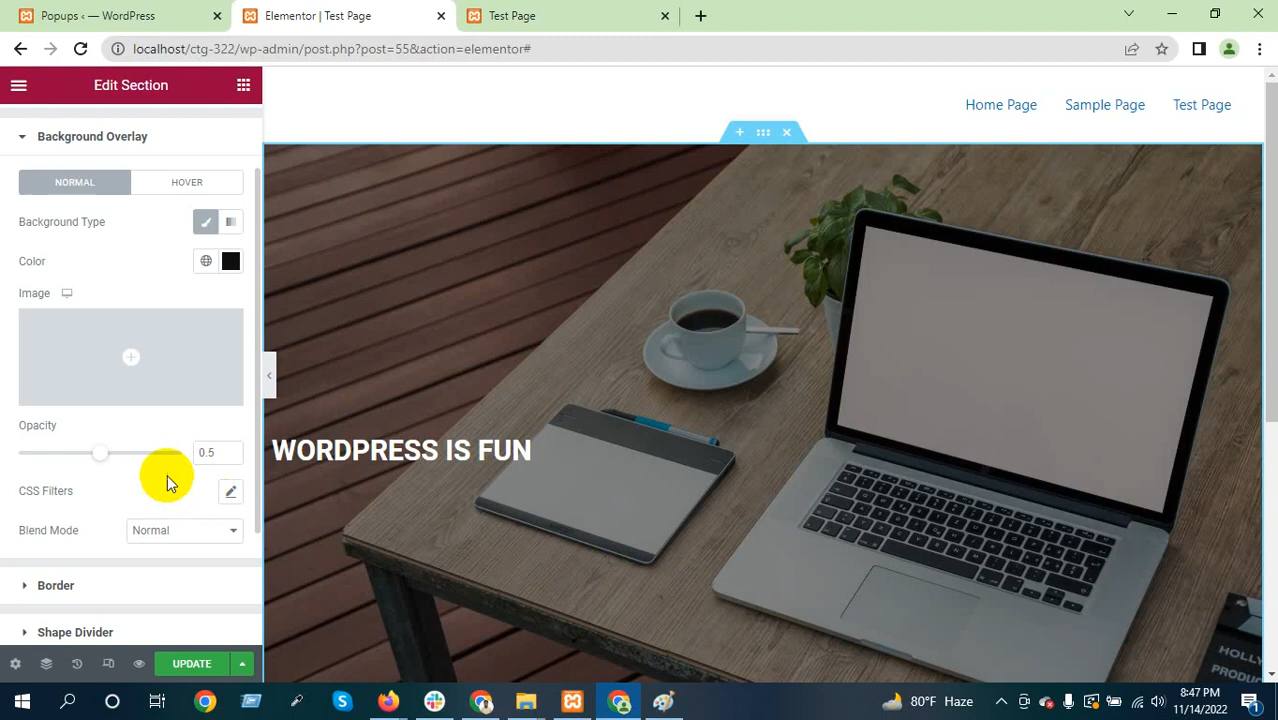 Popups ‹ — WordPress
Elementor | Test Page
Test Page
localhost/ctg-322/wp-admin/post.php?post=55&action=elementor#
Edit Section
Home Page
Sample Page
Test Page
Background Overlay
NORMAL
HOVER
Background Type
Color
Image
Opacity
0.5
WORDPRESS IS FUN
CSS Filters
Blend Mode
Normal
Border
Shape Divider
HOLLY
PRODUC
UPDATE
80°F Haze
8:47 PM
11/14/2022
1